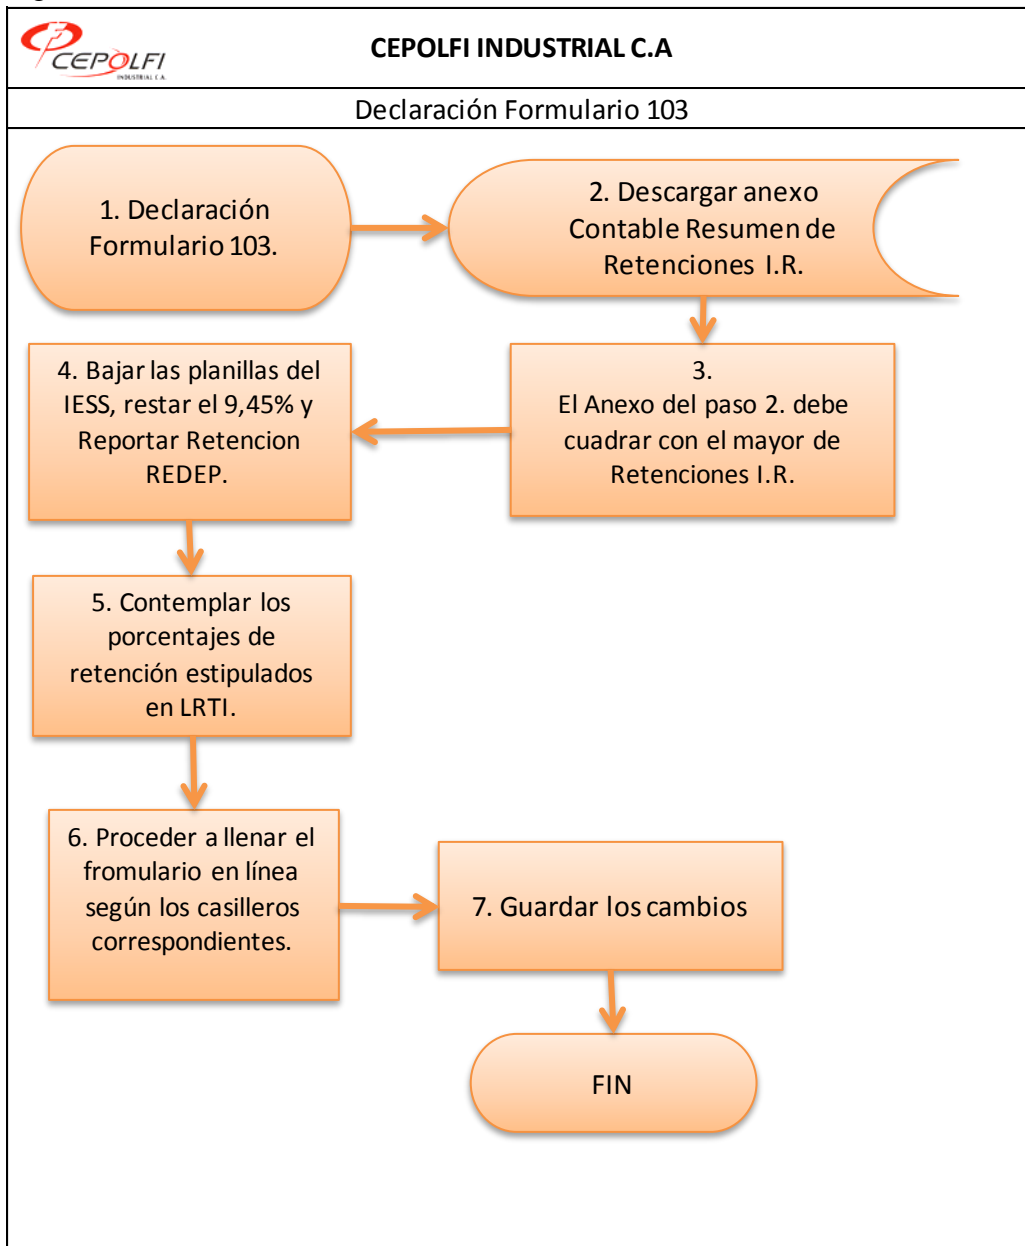 CEPOLFI
INDUSTRIAL C.A.
CEPOLFI INDUSTRIAL C.A
Declaración Formulario 103
1. Declaración
Formulario 103.
2. Descargar anexo
Contable Resumen de
Retenciones I.R.
3.
El Anexo del paso 2. debe
cuadrar con el mayor de
Retenciones I.R.
4. Bajar las planillas del
IESS, restar el 9,45% y
Reportar Retencion
REDEP.
5. Contemplar los
porcentajes de
retención estipulados
en LRTI.
6. Proceder a llenar el
fromulario en línea
según los casilleros
correspondientes.
7. Guardar los cambios
FIN